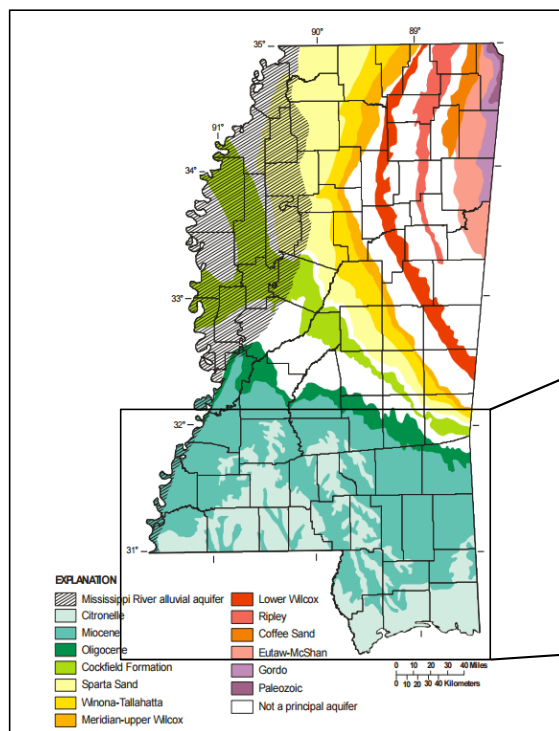 90°
89°
35°
91°
34°
33°
32°
31°
EXPLANATION
Mississippi River alluvial aquifer
Citronelle
Miocene
Oligocene
Cockfield Formation
Sparta Sand
Winona-Tallahatta
Meridian-upper Wilcox
Lower Wilcox
Ripley
Coffee Sand
Eutaw-McShan
Gordo
Paleozoic
Not a principal aquifer
0 10 20 30 40 Miles
0 10 20 30 40 Kilometers